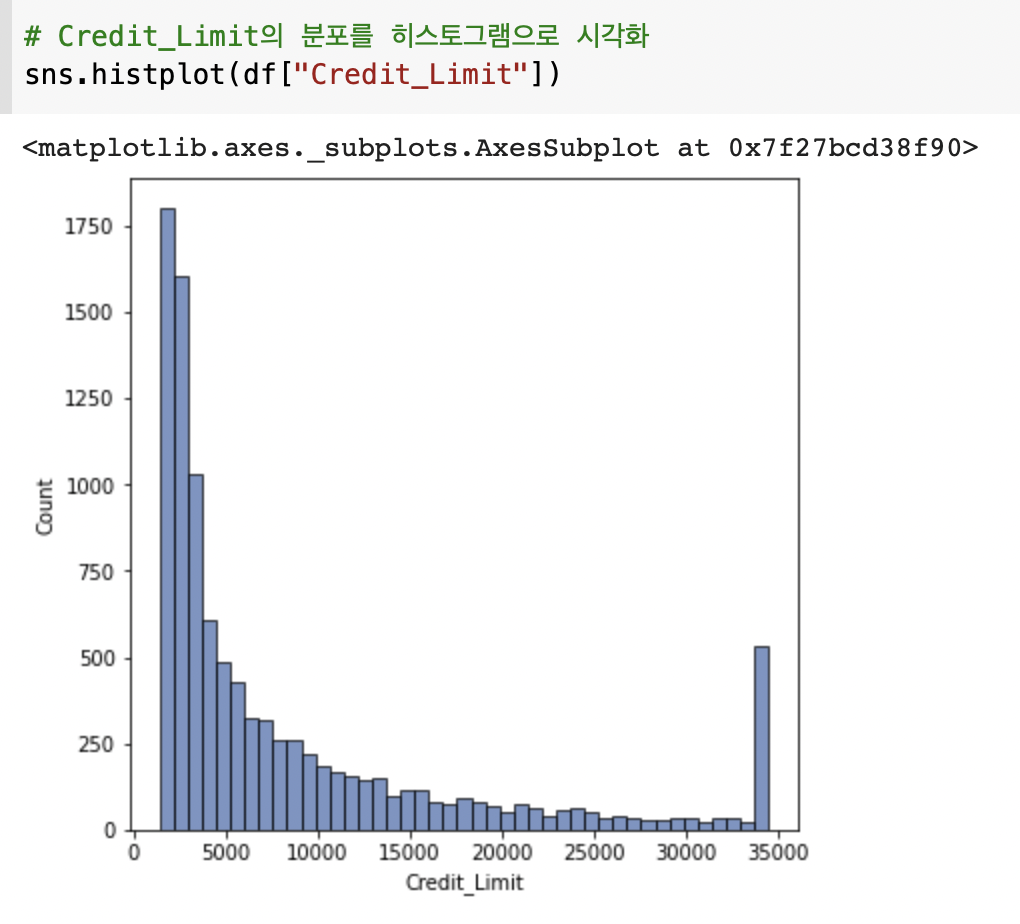 # Credit_Limit의 분포를 히스토그램으로 시각화
sns.histplot(df["Credit_Limit"])
<matplotlib.axes._subplots.AxesSubplot at 0x7f27bcd38f90>
1750
1500
1250
1000
750
500
250
0
Count
0 5000 10000 15000 20000 25000 30000 35000
Credit_Limit